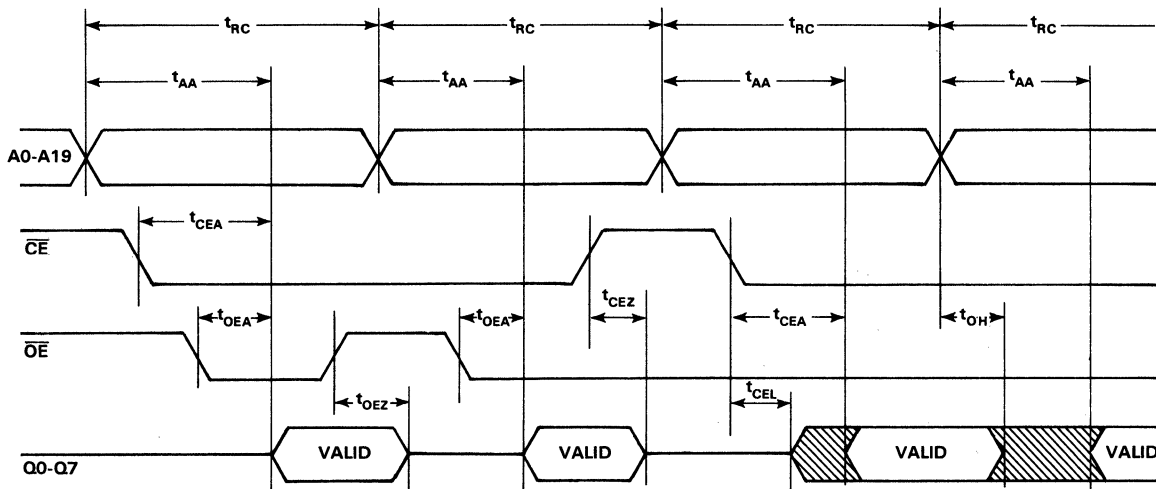 tRC tRC tRC tRC
tAA tAA tAA tAA
A0-A19
tCEA
CE
tCEZ
tOEA tOEA tCEA tOH
OE
tCEL
tOEZ
VALID VALID VALID VALID
Q0-Q7